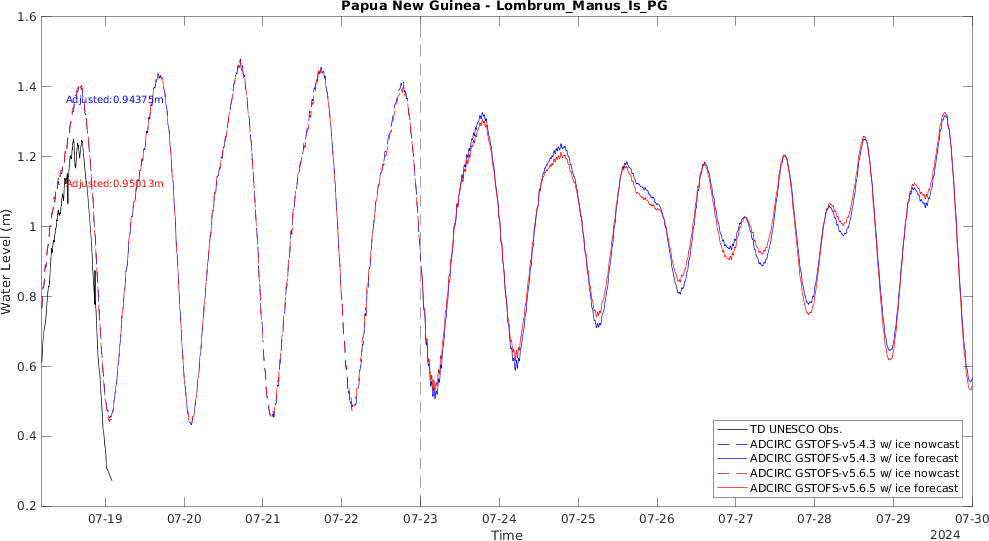 Papua New Guinea - Lombrum_Manus_Is_PG
1.6
1.4
1.2
1
0.8
0.6
0.4
0.2
Water Level (m)
Adjusted:0.94375m
Adjusted:0.95013m
TD UNESCO Obs.
ADCIRC GSTOFS-v5.4.3 w/ ice nowcast
ADCIRC GSTOFS-v5.4.3 w/ ice forecast
ADCIRC GSTOFS-v5.6.5 w/ ice nowcast
ADCIRC GSTOFS-v5.6.5 w/ ice forecast
07-19 07-20 07-21 07-22 07-23 07-24 07-25 07-26 07-27 07-28 07-29 07-30
Time
2024